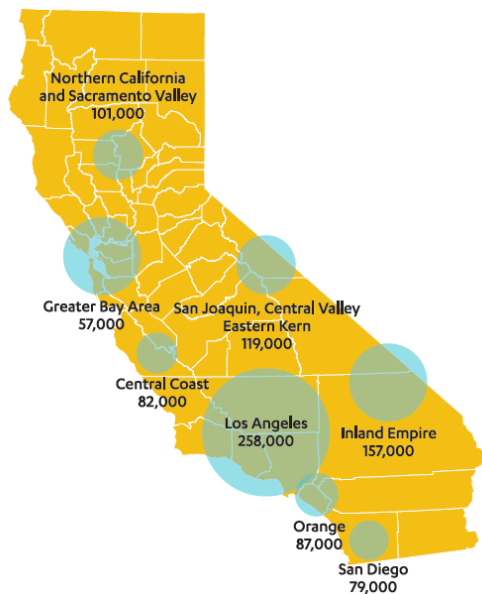 Northern California
and Sacramento Valley
101,000
Greater Bay Area
57,000
San Joaquin, Central Valley
Eastern Kern
119,000
Central Coast
82,000
Los Angeles
258,000
Inland Empire
157,000
Orange
87,000
San Diego
79,000